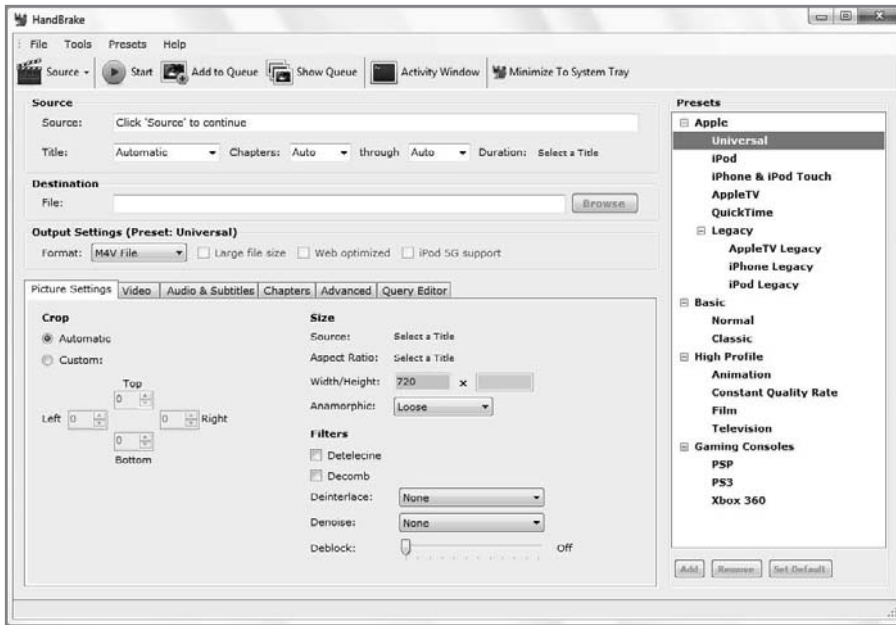 HandBrake
File Tools Presets Help
Source Start Add to Queue Show Queue Activity Window Minimize To System Tray
Source
Source: Click 'Source' to continue
Title: Automatic Chapters: Auto through Auto Duration: Select a Title
Destination
File: Browse
Output Settings (Preset: Universal)
Format: M4V File Large file size Web optimized iPod 5G support
Picture Settings Video Audio & Subtitles Chapters Advanced Query Editor
Crop
Automatic
Custom:
Top
0
Left 0 0 Right
0
Bottom
Size
Source: Select a Title
Aspect Ratio: Select a Title
Width/Height: 720 x
Anamorphic: Loose
Filters
Detelecine
Decomb
Deinterlace: None
Denoise: None
Deblock: Off
Presets
Apple
Universal
iPod
iPhone & iPod Touch
AppleTV
QuickTime
Legacy
AppleTV Legacy
iPhone Legacy
iPod Legacy
Basic
Normal
Classic
High Profile
Animation
Constant Quality Rate
Film
Television
Gaming Consoles
PSP
PS3
Xbox 360
Add Remove Set Default